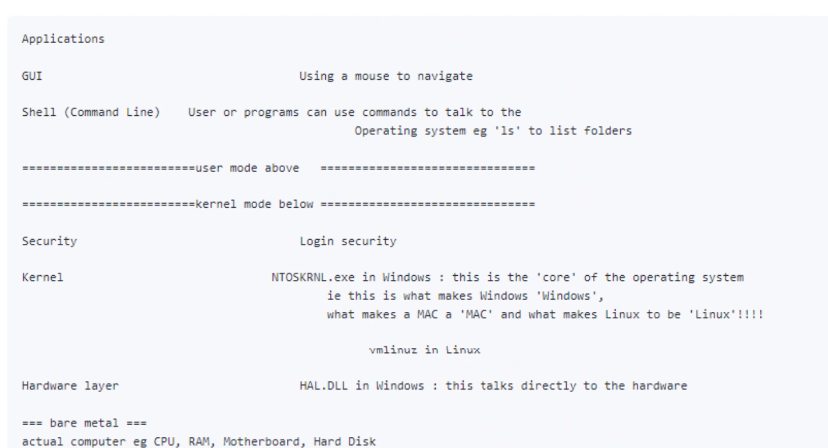 Applications
GUI Using a mouse to navigate
Shell (Command Line) User or programs can use commands to talk to the
Operating system eg 'ls' to list folders
=========================user mode above ===============================
=========================kernel mode below ===============================
Security Login security
Kernel NTOSKRNL.exe in Windows : this is the 'core' of the operating system
ie this is what makes Windows 'Windows',
what makes a MAC a 'MAC' and what makes Linux to be 'Linux'!!!!
vmlinuz in Linux
Hardware layer HAL.DLL in Windows : this talks directly to the hardware
=== bare metal ===
actual computer eg CPU, RAM, Motherboard, Hard Disk